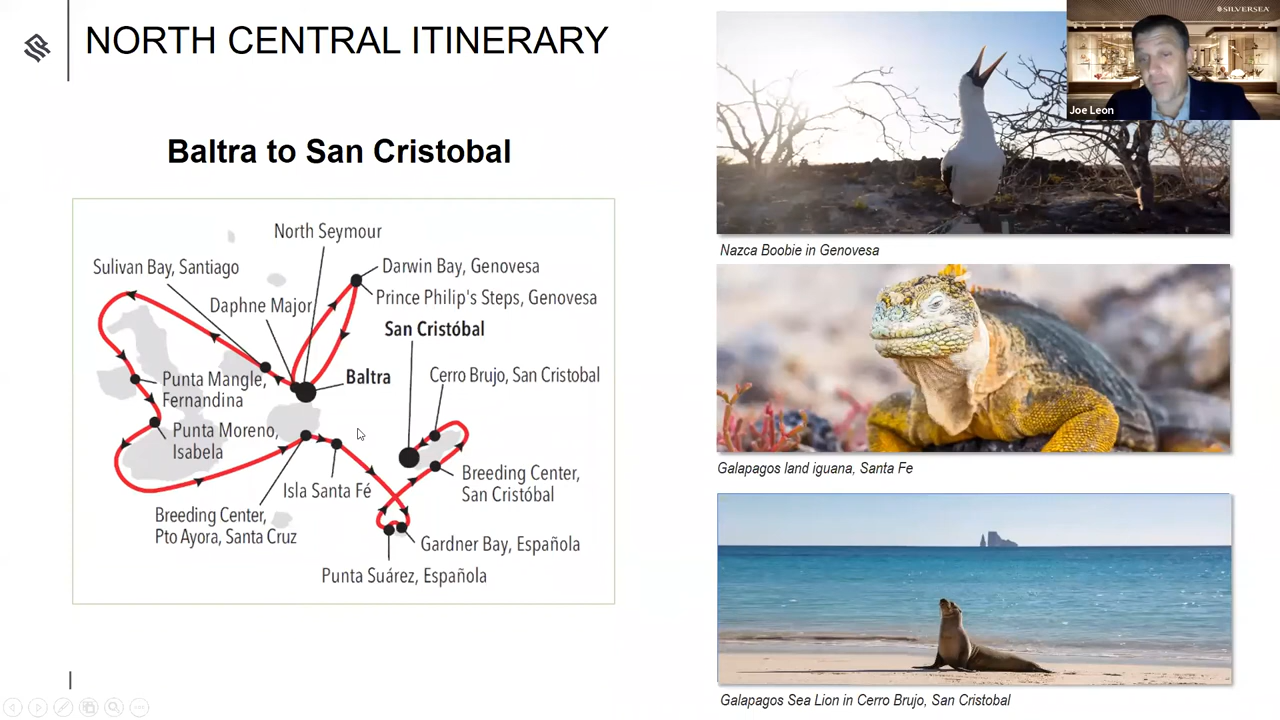 NORTH CENTRAL ITINERARY
SILVERSEA
Joe Leon
Baltra to San Cristobal
North Seymour
Sulivan Bay, Santiago
Darwin Bay, Genovesa
Daphne Major
Prince Philip's Steps, Genovesa
San Cristóbal
Baltra
Cerro Brujo, San Cristobal
Punta Mangle,
Fernandina
Punta Moreno,
Isabela
Isla Santa Fé
Breeding Center,
San Cristóbal
Breeding Center,
Pto Ayora, Santa Cruz
Gardner Bay, Española
Punta Suárez, Española
Nazca Boobie in Genovesa
Galapagos land iguana, Santa Fe
Galapagos Sea Lion in Cerro Brujo, San Cristobal